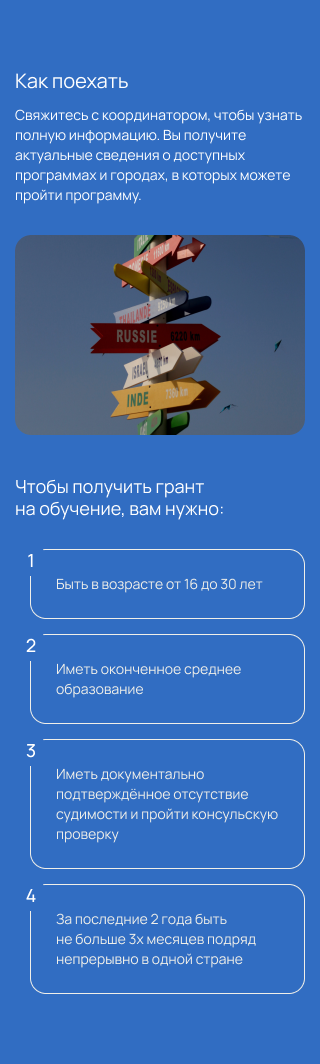 Как поехать
Свяжитесь с координатором, чтобы узнать
полную информацию. Вы получите
актуальные сведения о доступных
программах и городах, в которых можете
пройти программу.
THAILANDE
RUSSIE 1330 km
ISRAEL
INDE
Чтобы получить грант
на обучение, вам нужно:
1
Быть в возрасте от 16 до 30 лет
2
Иметь оконченное среднее
образование
3
Иметь документально
подтверждённое отсутствие
судимости и пройти консульскую
проверку
4
За последние 2 года быть
не больше 3х месяцев подряд
непрерывно в одной стране